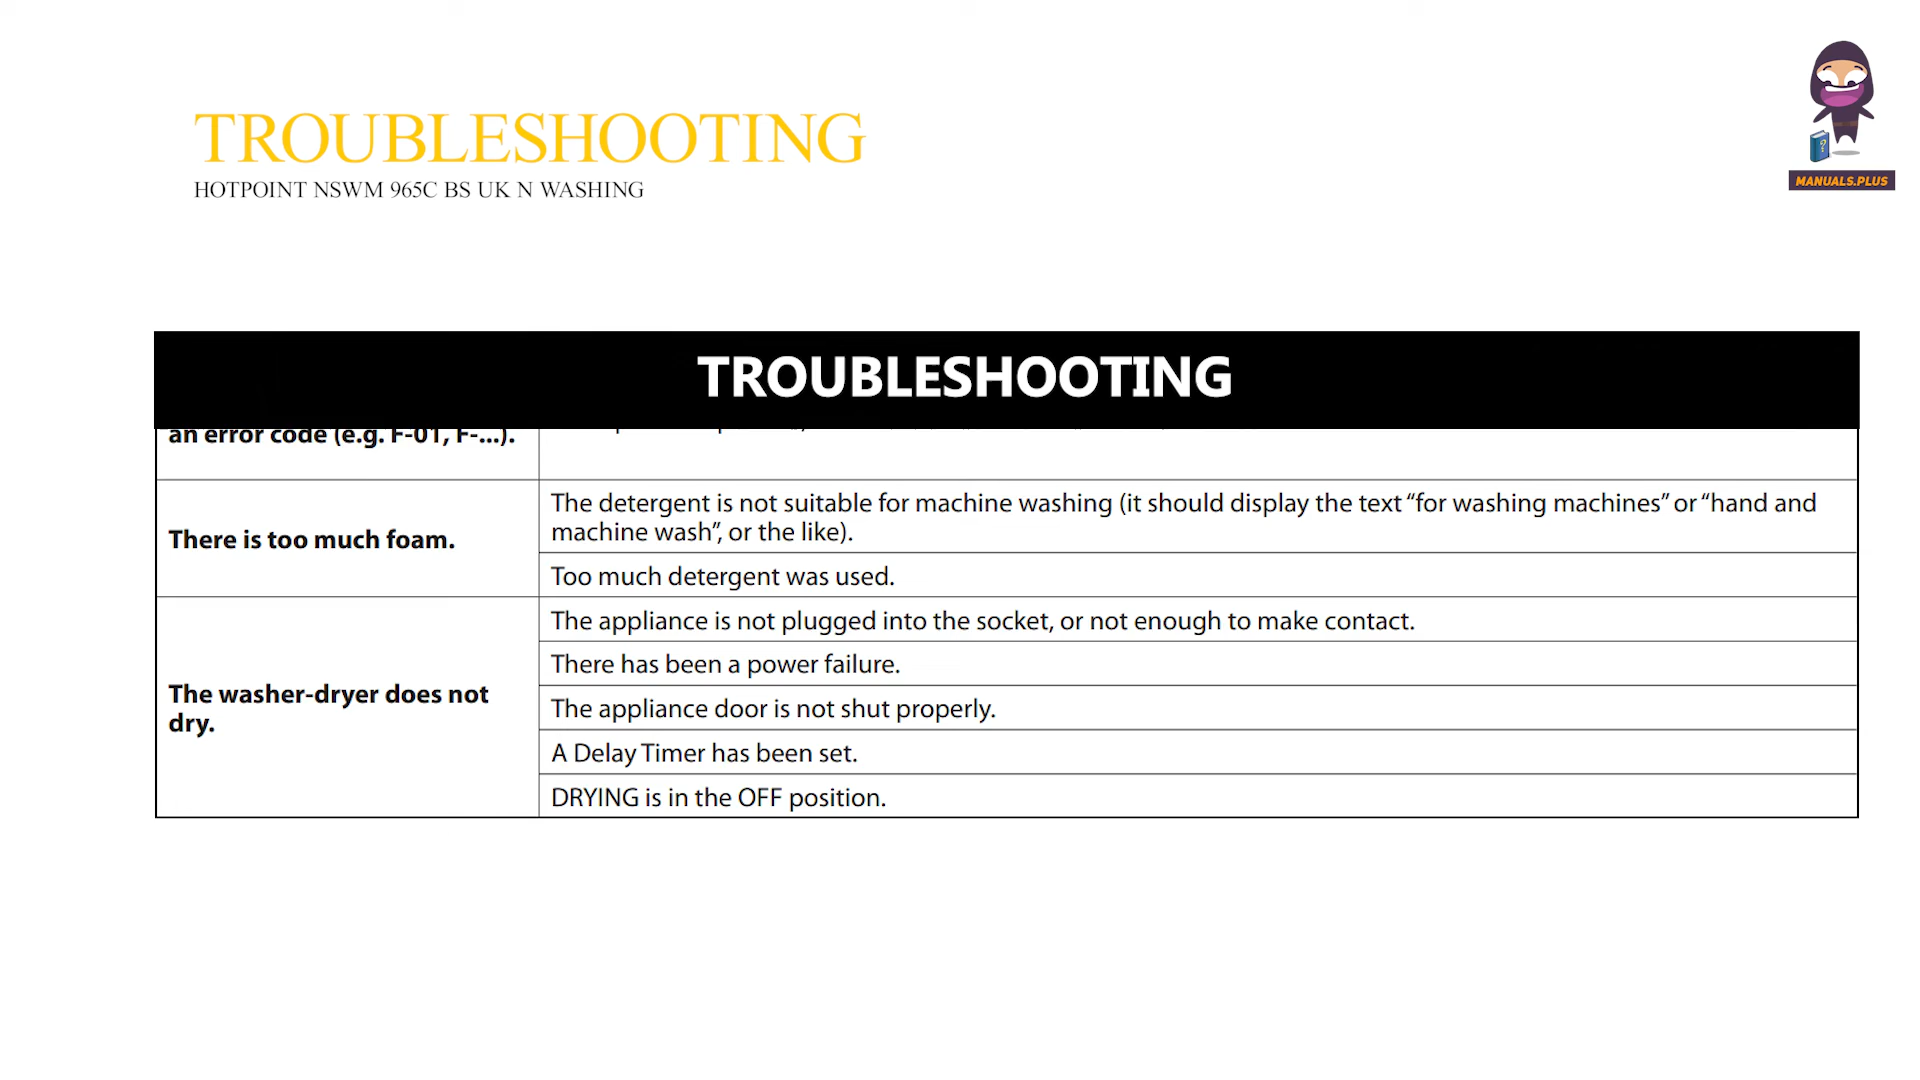 TROUBLESHOOTING
HOTPOINT NSWM 965C BS UK N WASHING
MANUALS.PLUS
TROUBLESHOOTING
an error code (e.g. F-01, F-...).
There is too much foam.
The detergent is not suitable for machine washing (it should display the text “for washing machines” or “hand and
machine wash”, or the like).
Too much detergent was used.
The washer-dryer does not
dry.
The appliance is not plugged into the socket, or not enough to make contact.
There has been a power failure.
The appliance door is not shut properly.
A Delay Timer has been set.
DRYING is in the OFF position.